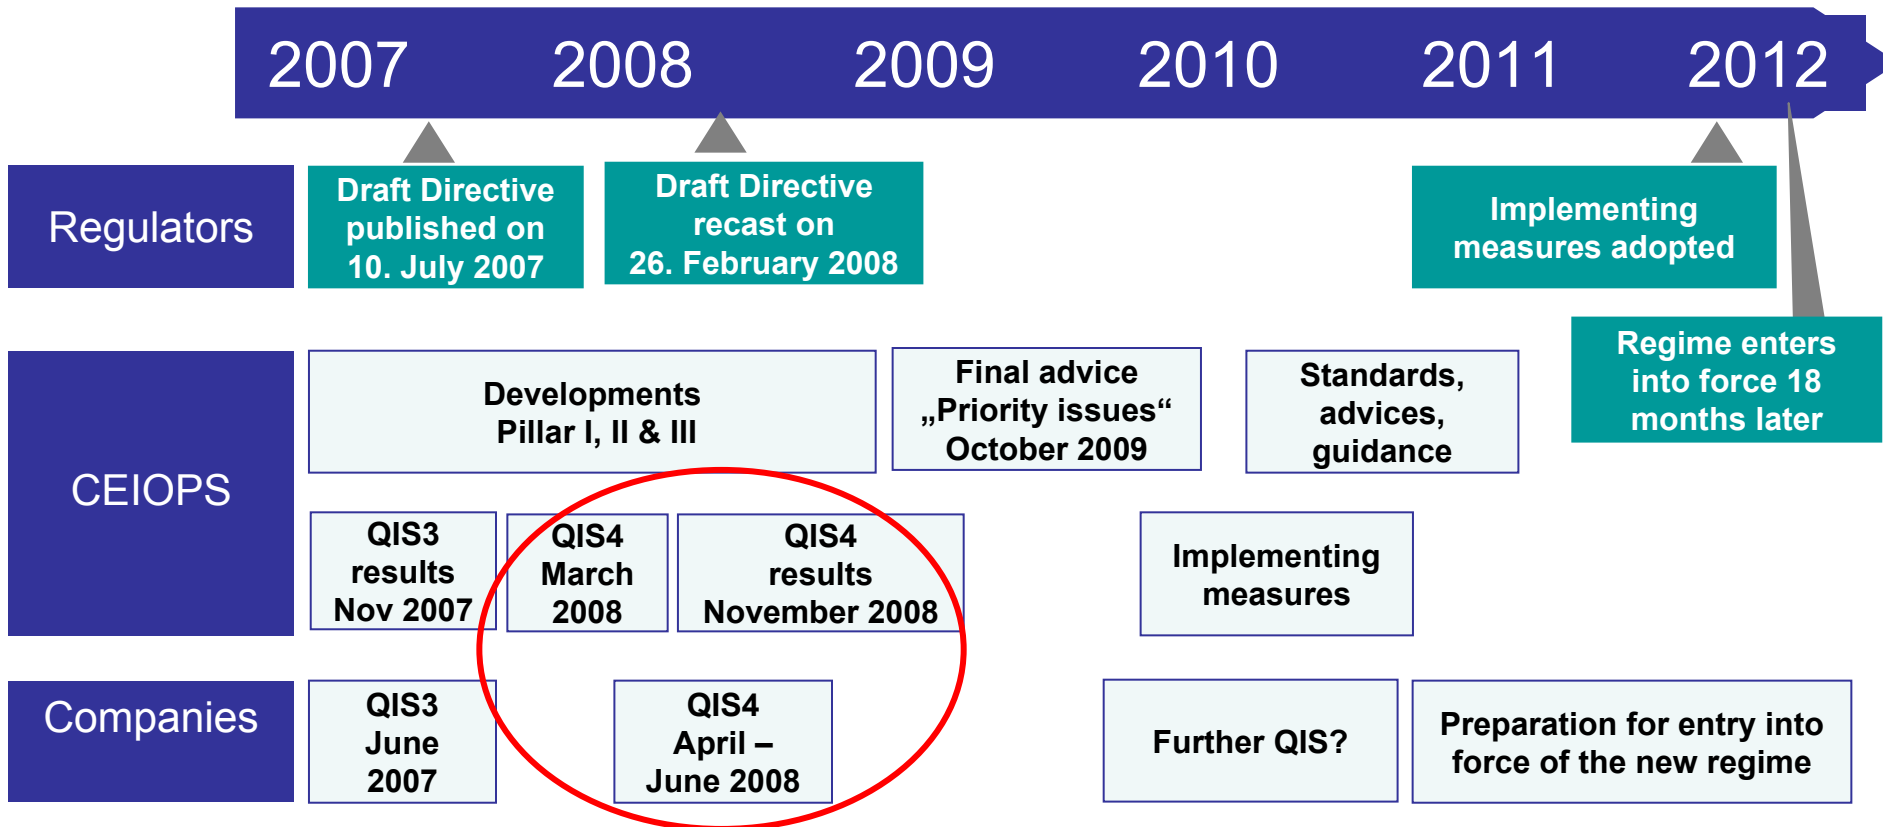 2007 2008 2009 2010 2011 2012
Regulators
Draft Directive
published on
10. July 2007
Draft Directive
recast on
26. February 2008
Implementing
measures adopted
Regime enters
into force 18
months later
CEIOPS
Developments
Pillar I, II & III
Final advice
„Priority issues“
October 2009
Standards,
advices,
guidance
QIS3
results
Nov 2007
QIS4
March
2008
QIS4
results
November 2008
Implementing
measures
Companies
QIS3
June
2007
QIS4
April –
June 2008
Further QIS?
Preparation for entry into
force of the new regime